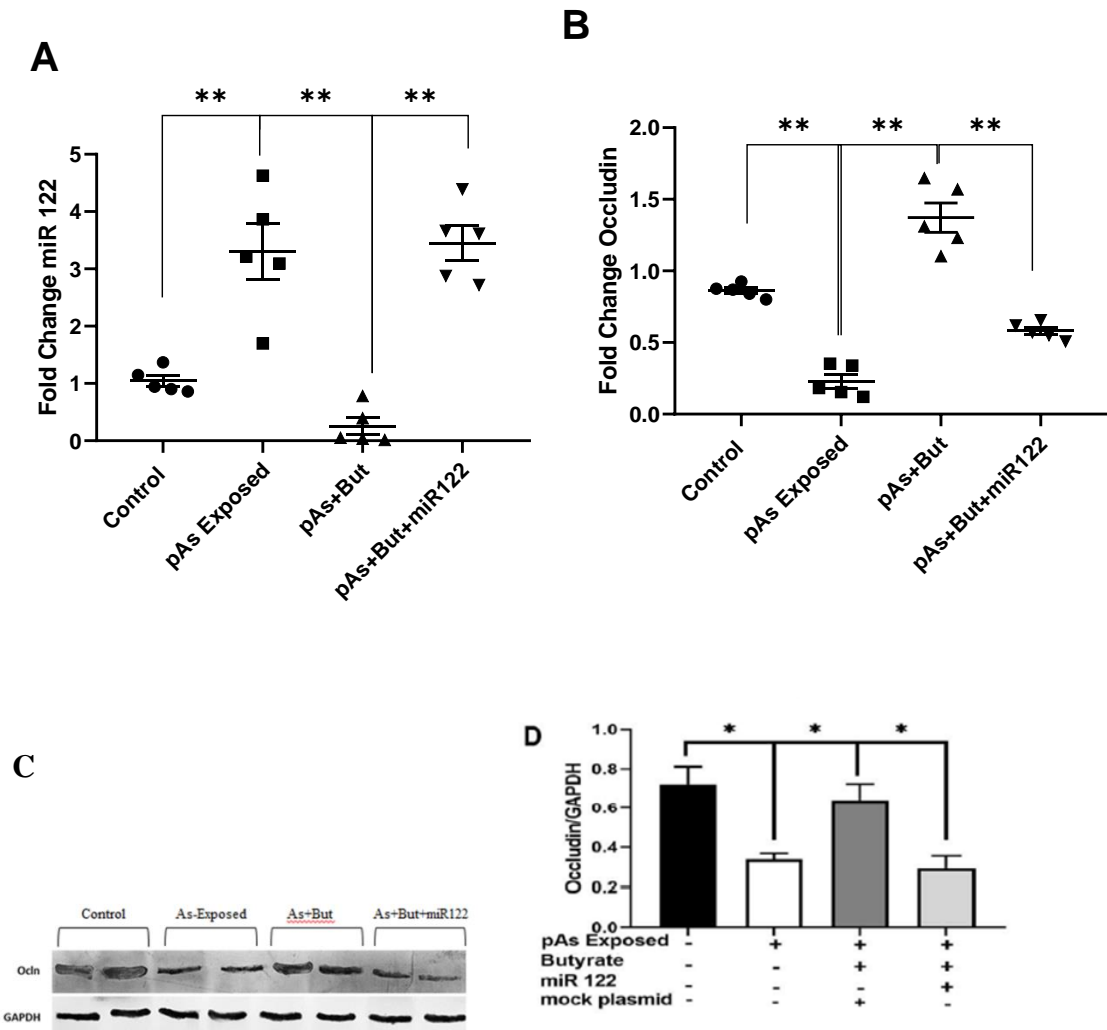 A
** ** **
Fold Change miR 122
5
4
3
2
1
0
Control
pAs Exposed
pAs+But
pAs+But+miR122
B
** ** **
Fold Change Occludin
2.0
1.5
1.0
0.5
0.0
Control
pAs Exposed
pAs+But
pAs+But+miR122
C
Control As-Exposed As+But As+But+miR122
Ocln
GAPDH
D
* * *
Occludin/GAPDH
1.0
0.8
0.6
0.4
0.2
0.0
pAs Exposed - + + +
Butyrate - - + +
miR 122 - - - +
mock plasmid - - + -